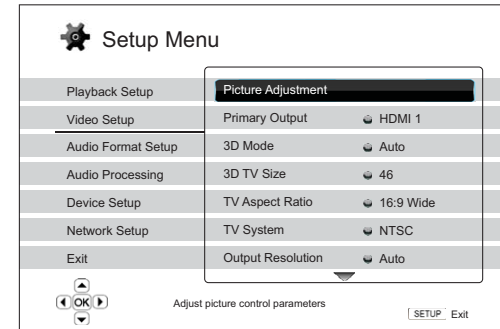 Setup Menu
Playback Setup
Picture Adjustment
Video Setup
Primary Output HDMI 1
Audio Format Setup
3D Mode Auto
Audio Processing
3D TV Size 46
Device Setup
TV Aspect Ratio 16:9 Wide
Network Setup
TV System NTSC
Exit
Output Resolution Auto
OK
Adjust picture control parameters
SETUP Exit